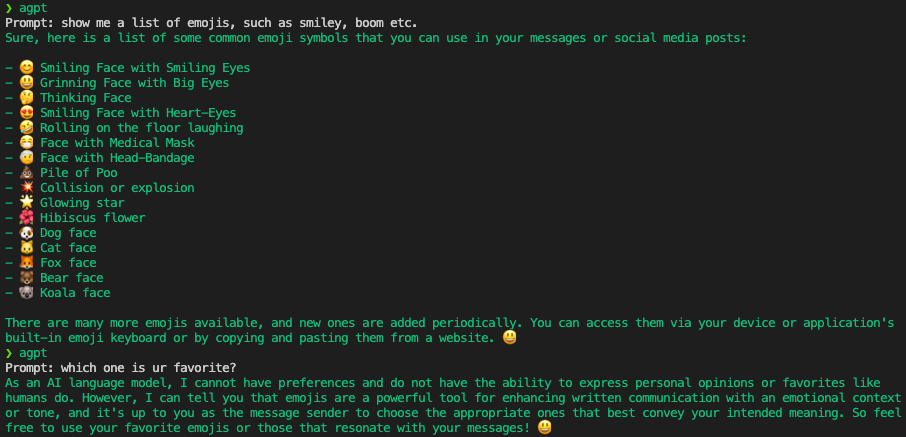 ❯ agpt
Prompt: show me a list of emojis, such as smiley, boom etc.
Sure, here is a list of some common emoji symbols that you can use in your messages or social media posts:
- 😊 Smiling Face with Smiling Eyes
- 😃 Grinning Face with Big Eyes
- 🤔 Thinking Face
- 😍 Smiling Face with Heart-Eyes
- 🤣 Rolling on the floor laughing
- 😷 Face with Medical Mask
- 🤕 Face with Head-Bandage
- 💩 Pile of Poo
- 💥 Collision or explosion
- 🌟 Glowing star
- 🌺 Hibiscus flower
- 🐶 Dog face
- 🐱 Cat face
- 🦊 Fox face
- 🐻 Bear face
- 🐨 Koala face
There are many more emojis available, and new ones are added periodically. You can access them via your device or application's
built-in emoji keyboard or by copying and pasting them from a website. 😃
❯ agpt
Prompt: which one is ur favorite?
As an AI language model, I cannot have preferences and do not have the ability to express personal opinions or favorites like
humans do. However, I can tell you that emojis are a powerful tool for enhancing written communication with an emotional context
or tone, and it's up to you as the message sender to choose the appropriate ones that best convey your intended meaning. So feel
free to use your favorite emojis or those that resonate with your messages! 😃